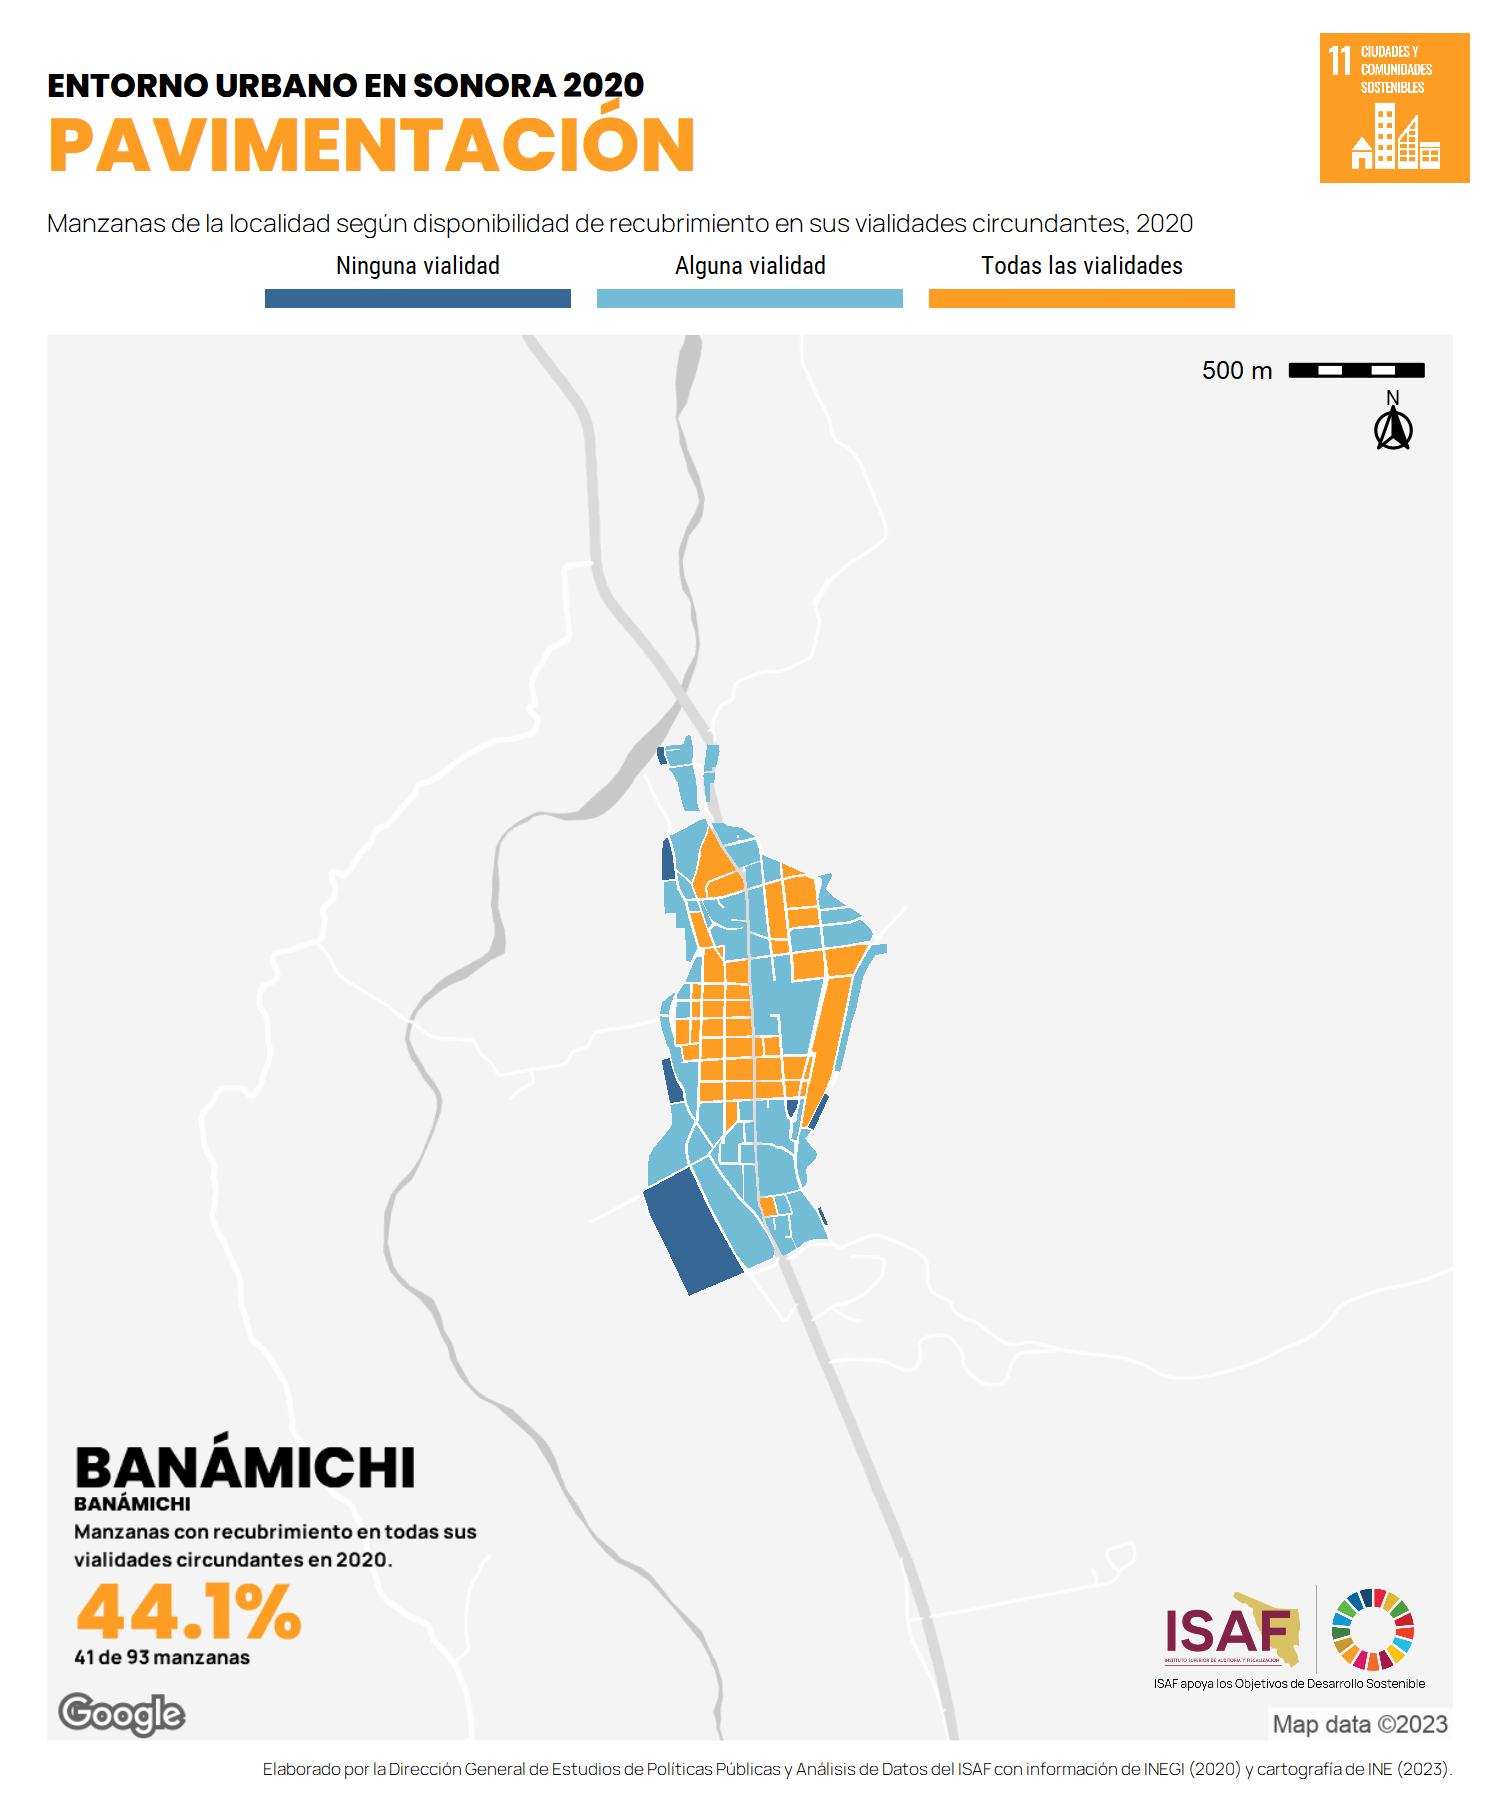 ENTORNO URBANO EN SONORA 2020
PAVIMENTACIÓN
11 CIUDADES Y
COMUNIDADES
SOSTENIBLES
Manzanas de la localidad según disponibilidad de recubrimiento en sus vialidades circundantes, 2020
Ninguna vialidad
Alguna vialidad
Todas las vialidades
500 m
N
BANÁMICHI
BANÁMICHI
Manzanas con recubrimiento en todas sus
vialidades circundantes en 2020.
44.1%
41 de 93 manzanas
ISAF
INSTITUTO SUPERIOR DE AUDITORÍA Y FISCALIZACIÓN
ISAF apoya los Objetivos de Desarrollo Sostenible
Google
Map data ©2023
Elaborado por la Dirección General de Estudios de Políticas Públicas y Análisis de Datos del ISAF con información de INEGI (2020) y cartografía de INE (2023).